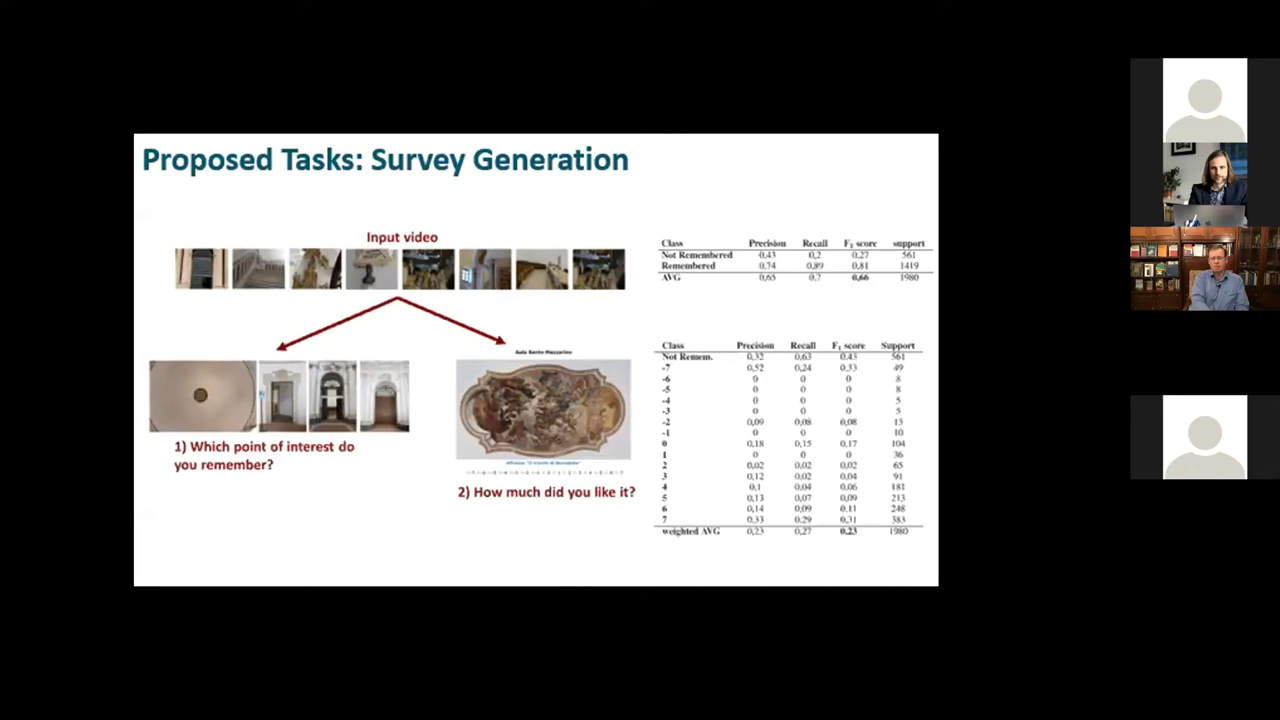 Proposed Tasks: Survey Generation
Input video
1) Which point of interest do
you remember?
Aula Santo Mazzarino
2) How much did you like it?
Class Precision Recall F1 score support
Not Remembered 0,43 0,2 0,27 561
Remembered 0,74 0,89 0,81 1419
AVG 0,65 0,7 0,66 1980
Class Precision Recall F1 score Support
Not Remem. 0,32 0,63 0,43 561
-7 0,52 0,24 0,33 49
-6 0 0 0 8
-5 0 0 0 8
-4 0 0 0 5
-3 0 0 0 5
-2 0,09 0,08 0,08 13
-1 0 0 0 10
0 0,18 0,15 0,17 104
1 0 0 0 36
2 0,02 0,02 0,02 65
3 0,12 0,02 0,04 91
4 0,1 0,04 0,06 181
5 0,13 0,07 0,09 213
6 0,14 0,09 0,11 248
7 0,33 0,29 0,31 383
weighted AVG 0,23 0,27 0,23 1980